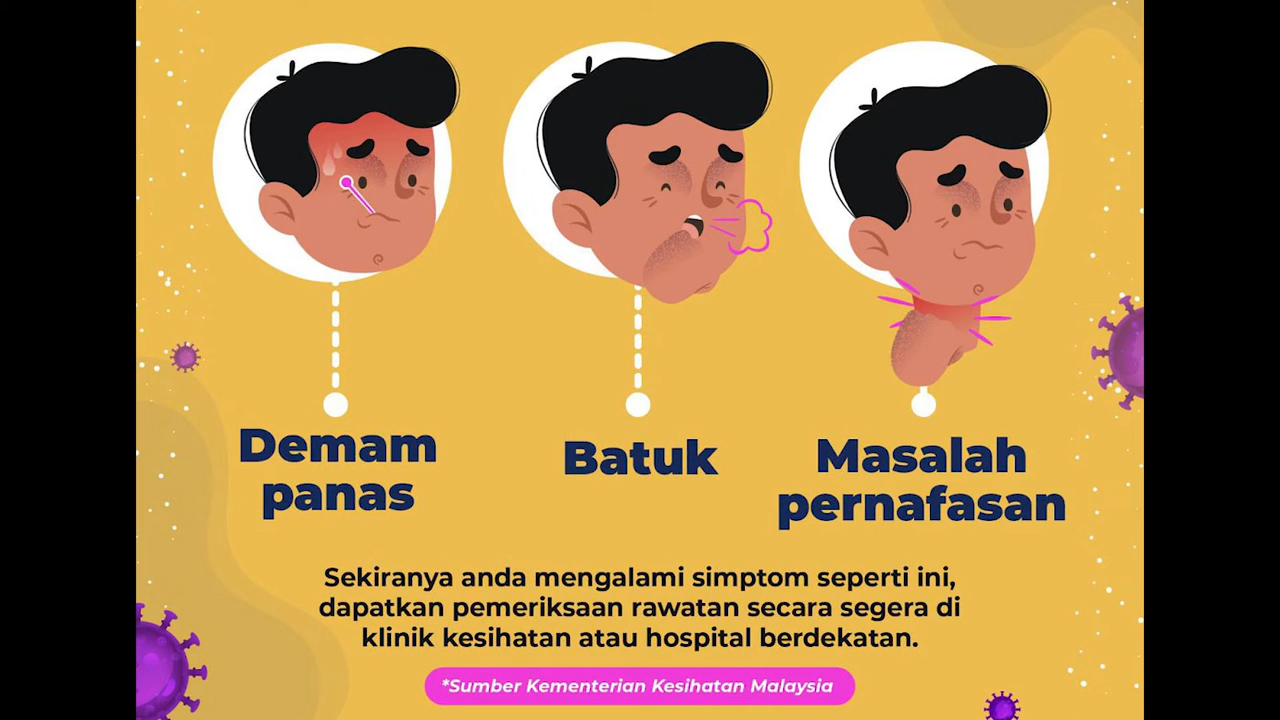 Demam
panas
Batuk
Masalah
pernafasan
Sekiranya anda mengalami simptom seperti ini,
dapatkan pemeriksaan rawatan secara segera di
klinik kesihatan atau hospital berdekatan.
*Sumber Kementerian Kesihatan Malaysia